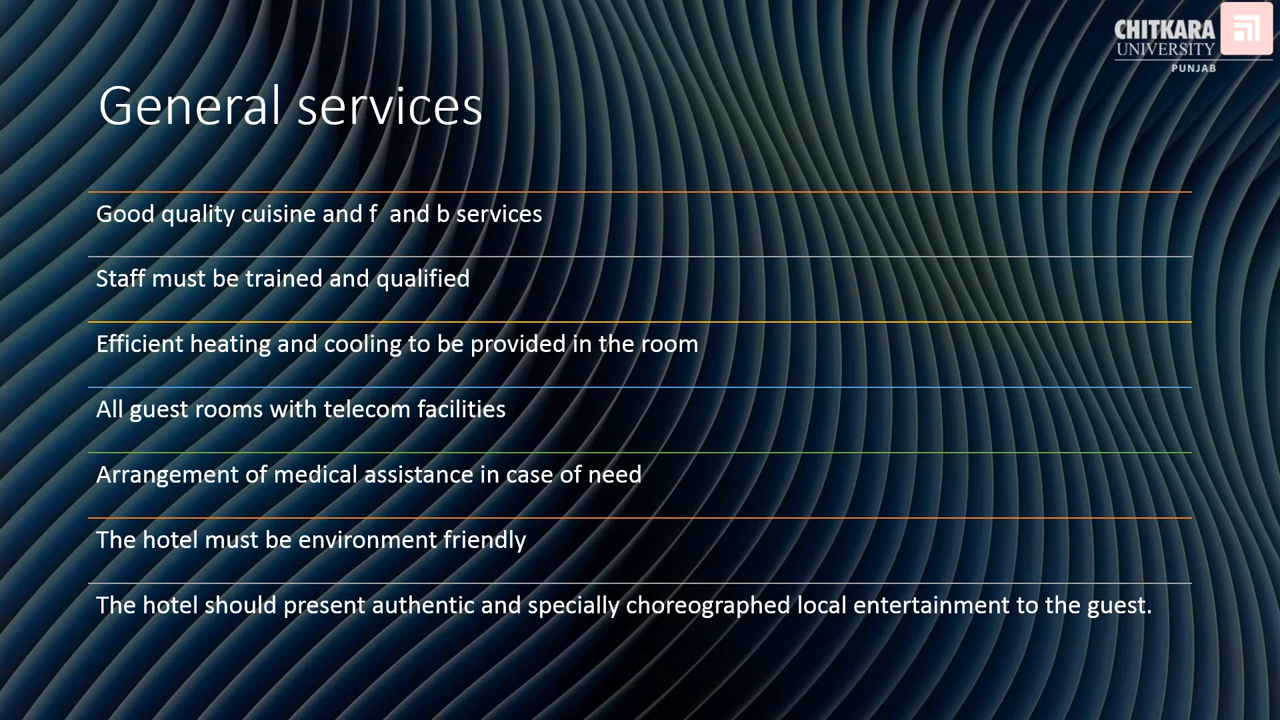 CHITKARA
UNIVERSITY
PUNJAB
General services
Good quality cuisine and f  and b services
Staff must be trained and qualified
Efficient heating and cooling to be provided in the room
All guest rooms with telecom facilities
Arrangement of medical assistance in case of need
The hotel must be environment friendly
The hotel should present authentic and specially choreographed local entertainment to the guest.